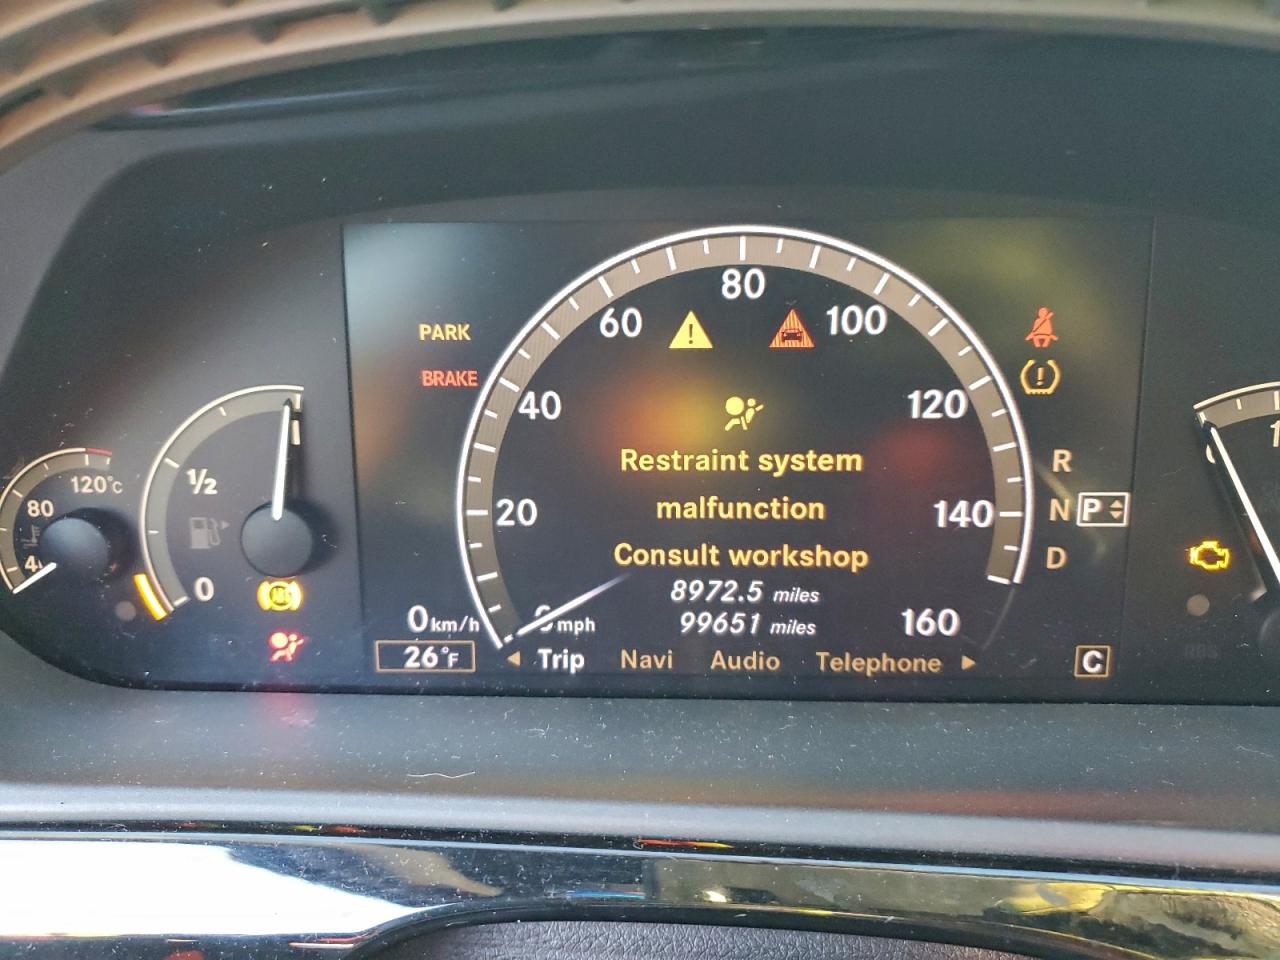 80
60
100
PARK
BRAKE
40
120
120°C
½
Restraint system
R
80
20
malfunction
140
N P
Consult workshop
D
0
8972.5 miles
0 km/h
mph
99651 miles
160
26°F
Trip Navi Audio Telephone
C
ABS